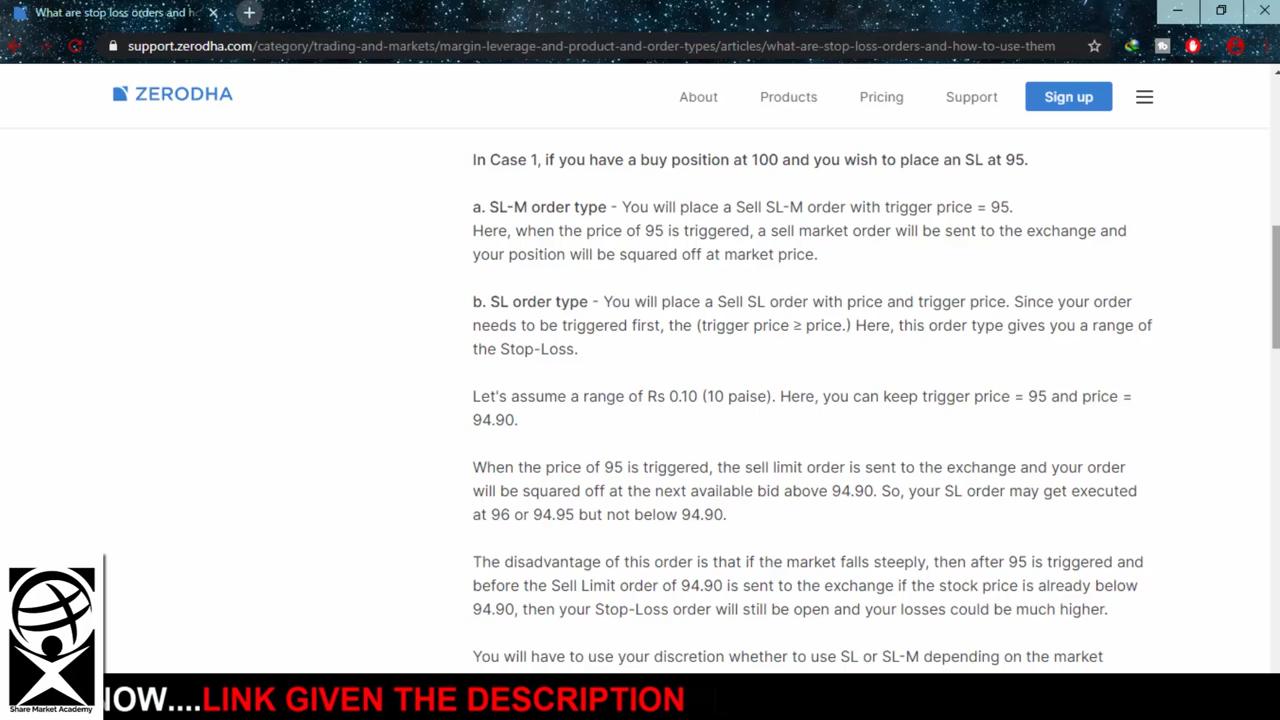 What are stop loss orders and h
support.zerodha.com/category/trading-and-markets/margin-leverage-and-product-and-order-types/articles/what-are-stop-loss-orders-and-how-to-use-them
ZERODHA
About Products Pricing Support Sign up
In Case 1, if you have a buy position at 100 and you wish to place an SL at 95.
a. SL-M order type - You will place a Sell SL-M order with trigger price = 95.
Here, when the price of 95 is triggered, a sell market order will be sent to the exchange and
your position will be squared off at market price.
b. SL order type - You will place a Sell SL order with price and trigger price. Since your order
needs to be triggered first, the (trigger price ≥ price.) Here, this order type gives you a range of
the Stop-Loss.
Let's assume a range of Rs 0.10 (10 paise). Here, you can keep trigger price = 95 and price =
94.90.
When the price of 95 is triggered, the sell limit order is sent to the exchange and your order
will be squared off at the next available bid above 94.90. So, your SL order may get executed
at 96 or 94.95 but not below 94.90.
The disadvantage of this order is that if the market falls steeply, then after 95 is triggered and
before the Sell Limit order of 94.90 is sent to the exchange if the stock price is already below
94.90, then your Stop-Loss order will still be open and your losses could be much higher.
You will have to use your discretion whether to use SL or SL-M depending on the market
NOW....LINK GIVEN THE DESCRIPTION
Share Market Academy